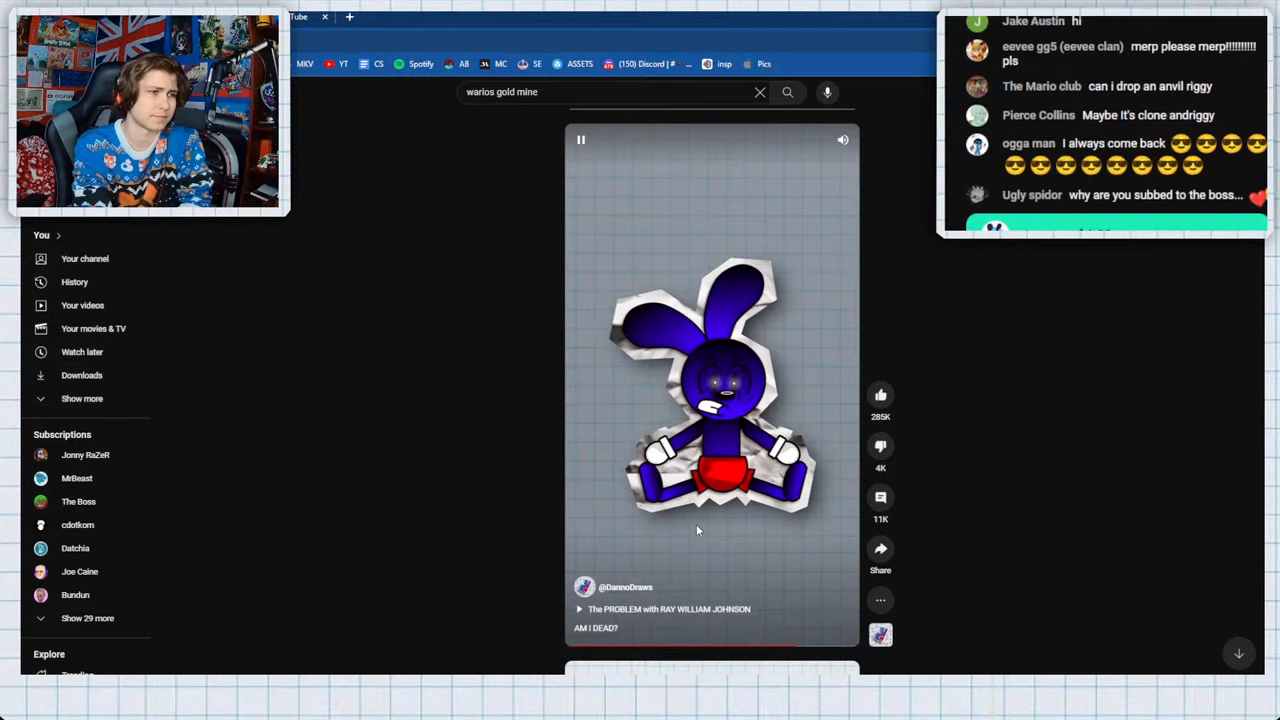 Tube
MKV
YT
CS
Spotify
AB
MC
SE
ASSETS
(150) Discord | #
insp
Pics
warios gold mine
Jake Austin hi
eevee gg5 (eevee clan) merp please merp!!!!!!!!!!
pls
The Mario club can i drop an anvil riggy
Pierce Collins Maybe It's clone andriggy
ogga man I always come back
Ugly spidor why are you subbed to the boss...
You
Your channel
History
Your videos
Your movies & TV
Watch later
Downloads
Show more
Subscriptions
Jonny RaZeR
MrBeast
The Boss
cdotkom
Datchia
Joe Caine
Bundun
Show 29 more
Explore
285K
4K
11K
Share
@DannoDraws
The PROBLEM with RAY WILLIAM JOHNSON
AM I DEAD?